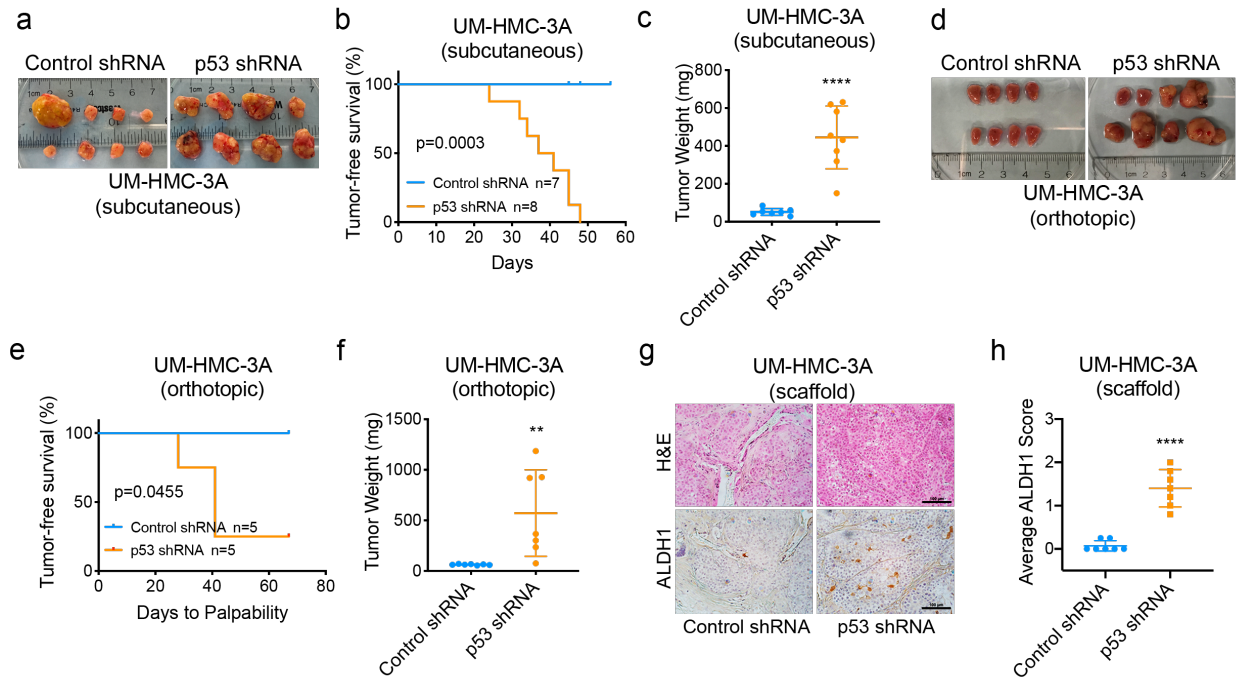 a
Control shRNA
p53 shRNA
UM-HMC-3A
(subcutaneous)
b
UM-HMC-3A
(subcutaneous)
Tumor-free survival (%)
100
50
0
p=0.0003
Control shRNA n=7
p53 shRNA n=8
0 10 20 30 40 50 60
Days
c
UM-HMC-3A
(subcutaneous)
Tumor Weight (mg)
800
600
400
200
0
****
Control shRNA
p53 shRNA
d
Control shRNA
p53 shRNA
UM-HMC-3A
(orthotopic)
e
UM-HMC-3A
(orthotopic)
Tumor-free survival (%)
100
50
0
p=0.0455
Control shRNA n=5
p53 shRNA n=5
0 20 40 60 80
Days to Palpability
f
UM-HMC-3A
(orthotopic)
Tumor Weight (mg)
1500
1000
500
0
**
Control shRNA
p53 shRNA
g
UM-HMC-3A
(scaffold)
H&E
ALDH1
100 µm
100 µm
Control shRNA
p53 shRNA
h
UM-HMC-3A
(scaffold)
Average ALDH1 Score
3
2
1
0
****
Control shRNA
p53 shRNA